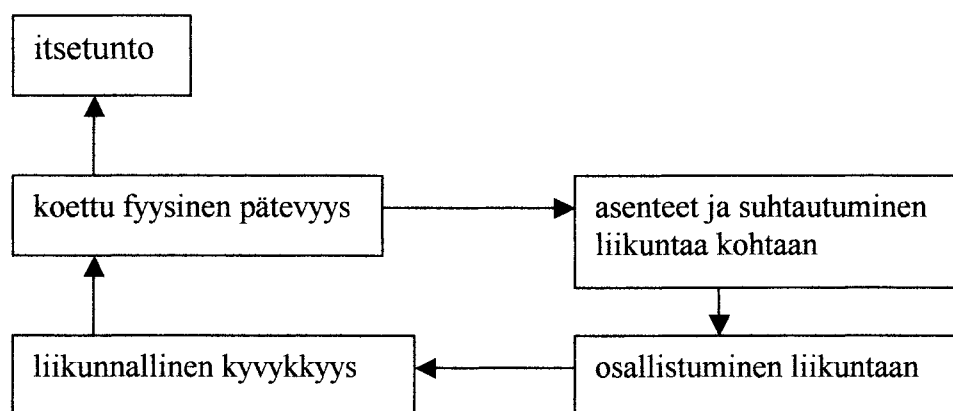 itsetunto
koettu fyysinen pätevyys
asenteet ja suhtautuminen
liikuntaa kohtaan
liikunnallinen kyvykkyys
osallistuminen liikuntaan